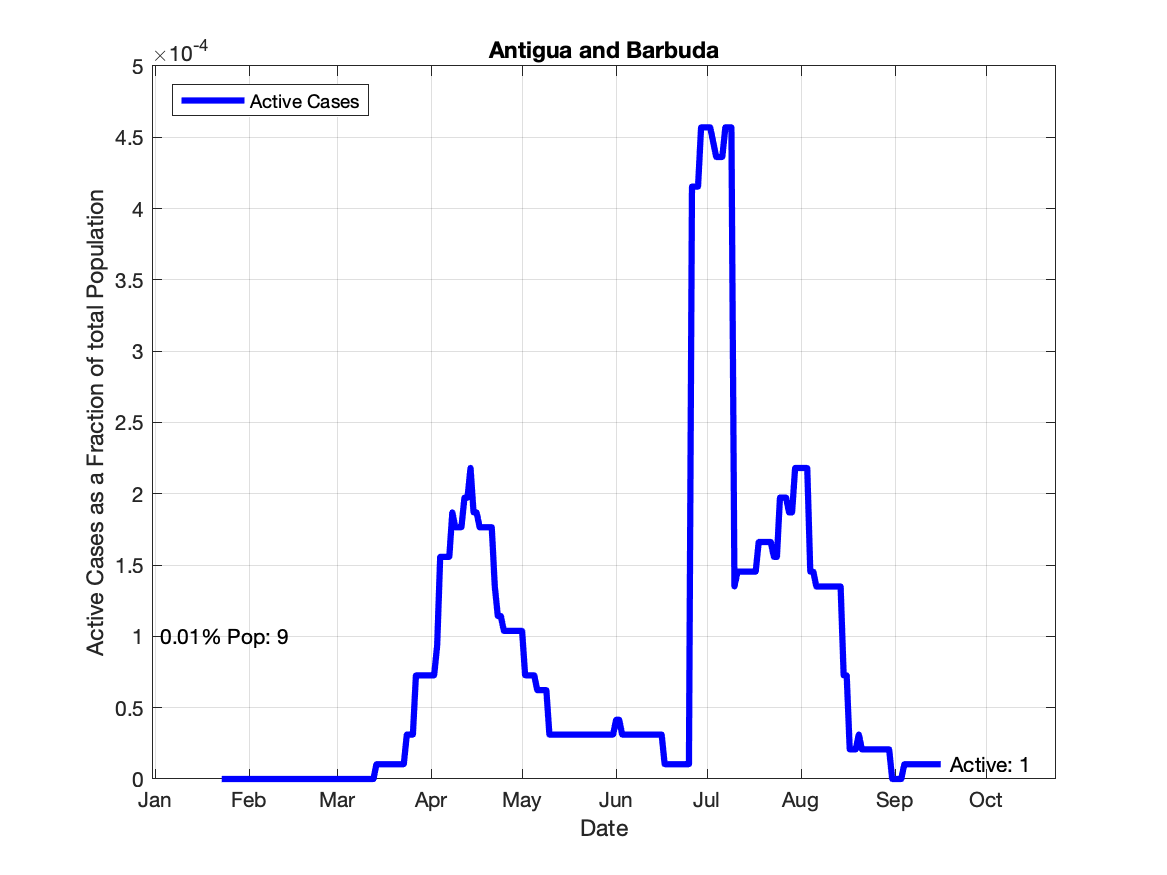 Antigua and Barbuda
×10-4
Active Cases
5
4.5
4
3.5
3
2.5
2
1.5
1
0.5
0
Active Cases as a Fraction of total Population
0.01% Pop: 9
Active: 1
Jan Feb Mar Apr May Jun Jul Aug Sep Oct
Date